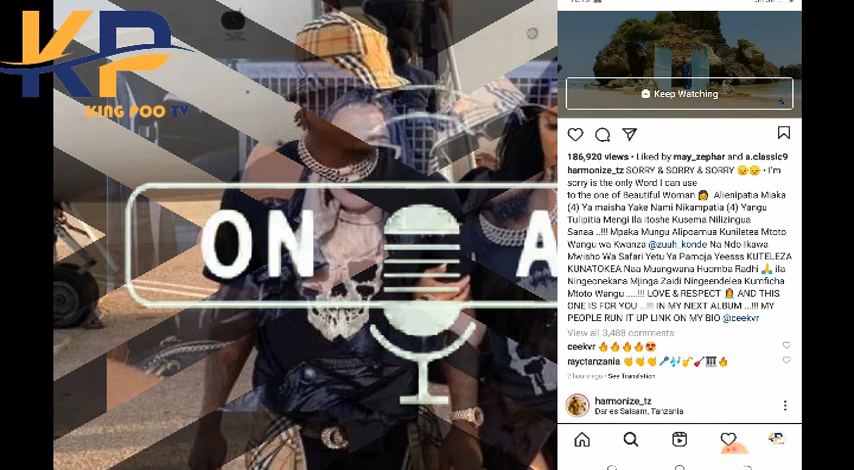 KP
KING POO TV
ON A
Keep Watching
186,920 views • Liked by may_zephar and a.classic9
harmonize_tz SORRY & SORRY & SORRY 😞😞 • I'm
sorry is the only Word I can use
to the one of Beautiful Woman 👩 Alienipatia Miaka
(4) Ya maisha Yake Nami Nikampatia (4) Yangu
Tulipitia Mengi Ila itoshe Kusema Nilizingua
Sanaa ..!!! Mpaka Mungu Alipoamua Kuniletea Mtoto
Wangu wa Kwanza @zuuh_konde Na Ndo Ikawa
Mwisho Wa Safari Yetu Ya Pamoja Yeesss KUTELEZA
KUNATOKEA Naa Muungwana Huomba Radhi 🙏 ila
Ningeonekana Mjinga Zaidi Ningeendelea Kumficha
Mtoto Wangu .....!!! LOVE & RESPECT 👩 AND THIS
ONE IS FOR YOU ...!!! IN MY NEXT ALBUM ...!!! MY
PEOPLE RUN IT UP LINK ON MY BIO @ceekvr
View all 3,488 comments
ceekvr 🔥🔥🔥🔥😍
rayctanzania 👏👏👏🎤🎶🎷🎸🎹🔥
2 hours ago • See Translation
harmonize_tz
Dar es Salaam, Tanzania